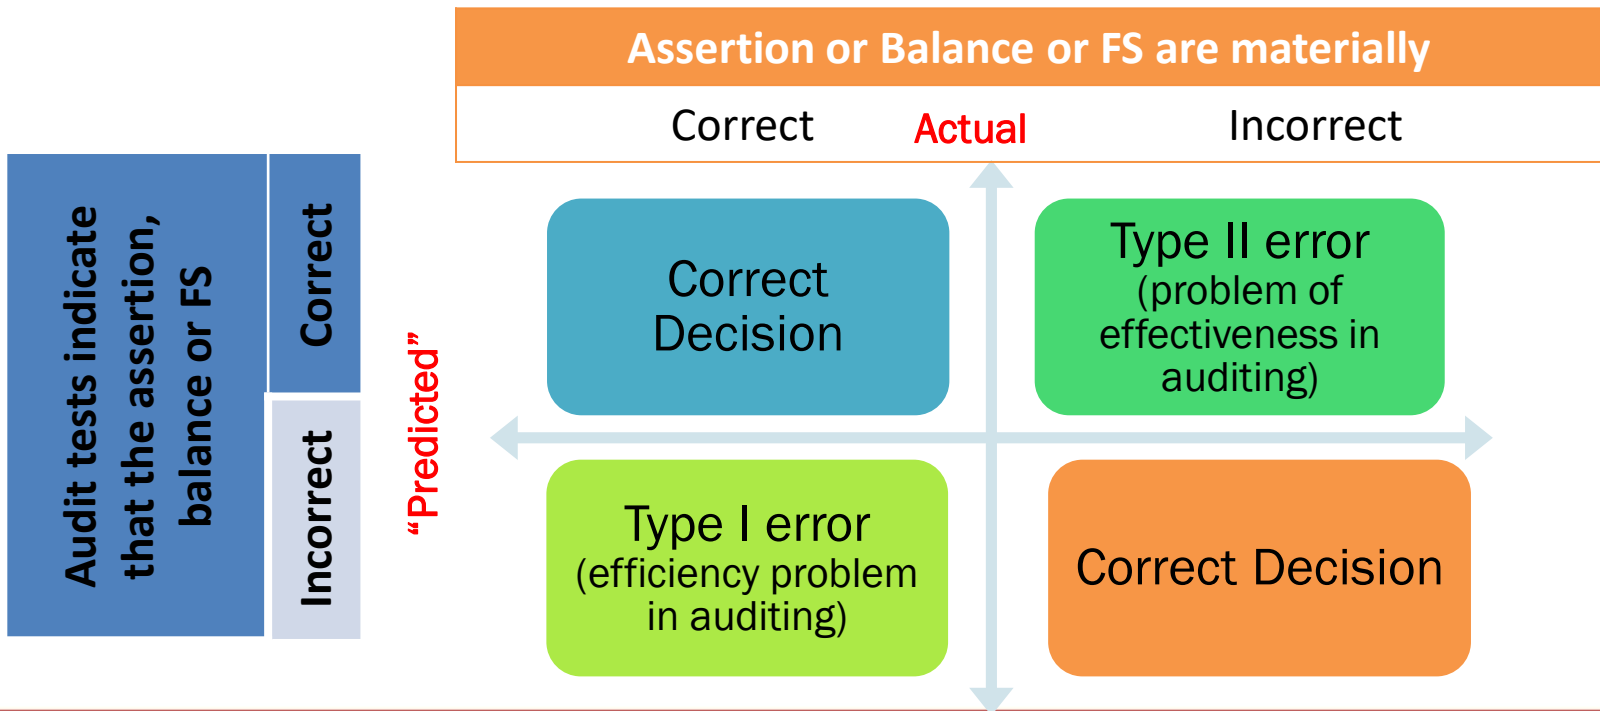 Assertion or Balance or FS are materially
Correct
Actual
Incorrect
Audit tests indicate
that the assertion,
balance or FS
Correct
Incorrect
“Predicted”
Correct
Decision
Type II error
(problem of
effectiveness in
auditing)
Type I error
(efficiency problem
in auditing)
Correct Decision